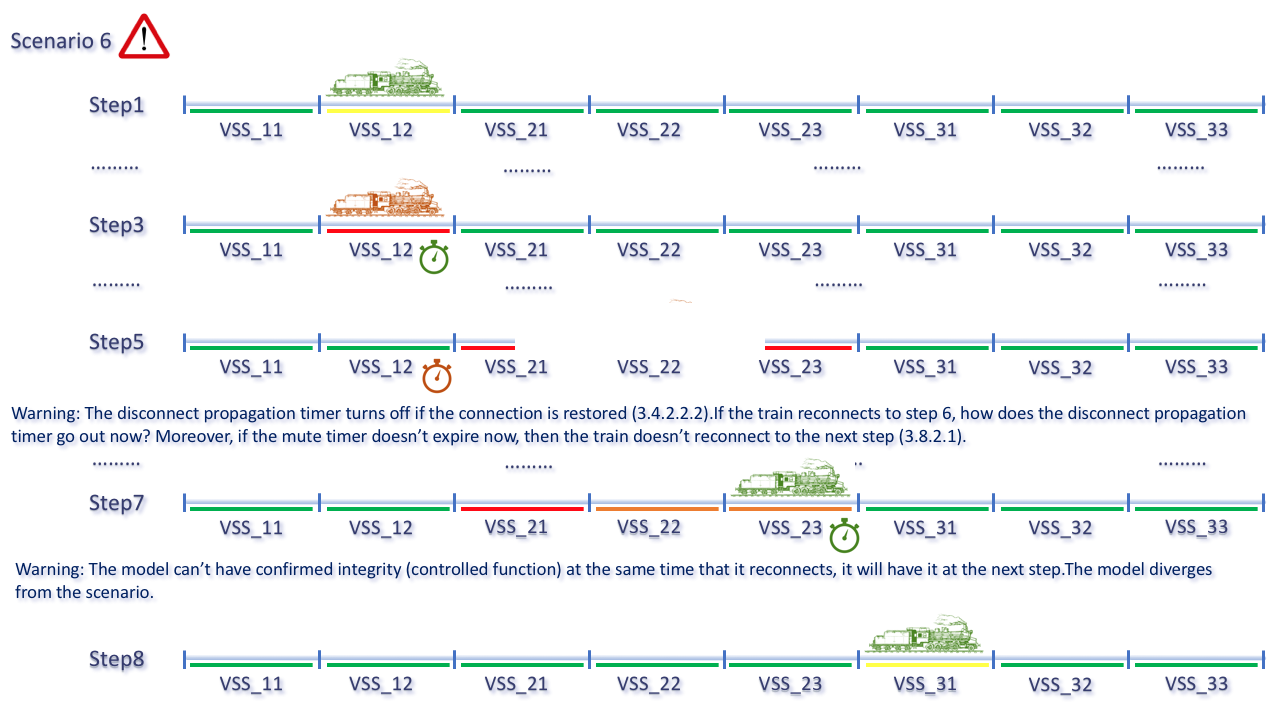 Scenario 6
Step1
VSS_11 VSS_12 VSS_21 VSS_22 VSS_23 VSS_31 VSS_32 VSS_33
......... ......... ......... .........
Step3
VSS_11 VSS_12 VSS_21 VSS_22 VSS_23 VSS_31 VSS_32 VSS_33
......... ......... ......... .........
Step5
VSS_11 VSS_12 VSS_21 VSS_22 VSS_23 VSS_31 VSS_32 VSS_33
Warning: The disconnect propagation timer turns off if the connection is restored (3.4.2.2.2).If the train reconnects to step 6, how does the disconnect propagation
timer go out now? Moreover, if the mute timer doesn’t expire now, then the train doesn’t reconnect to the next step (3.8.2.1).
......... ......... .. .........
Step7
VSS_11 VSS_12 VSS_21 VSS_22 VSS_23 VSS_31 VSS_32 VSS_33
Warning: The model can’t have confirmed integrity (controlled function) at the same time that it reconnects, it will have it at the next step.The model diverges
from the scenario.
Step8
VSS_11 VSS_12 VSS_21 VSS_22 VSS_23 VSS_31 VSS_32 VSS_33